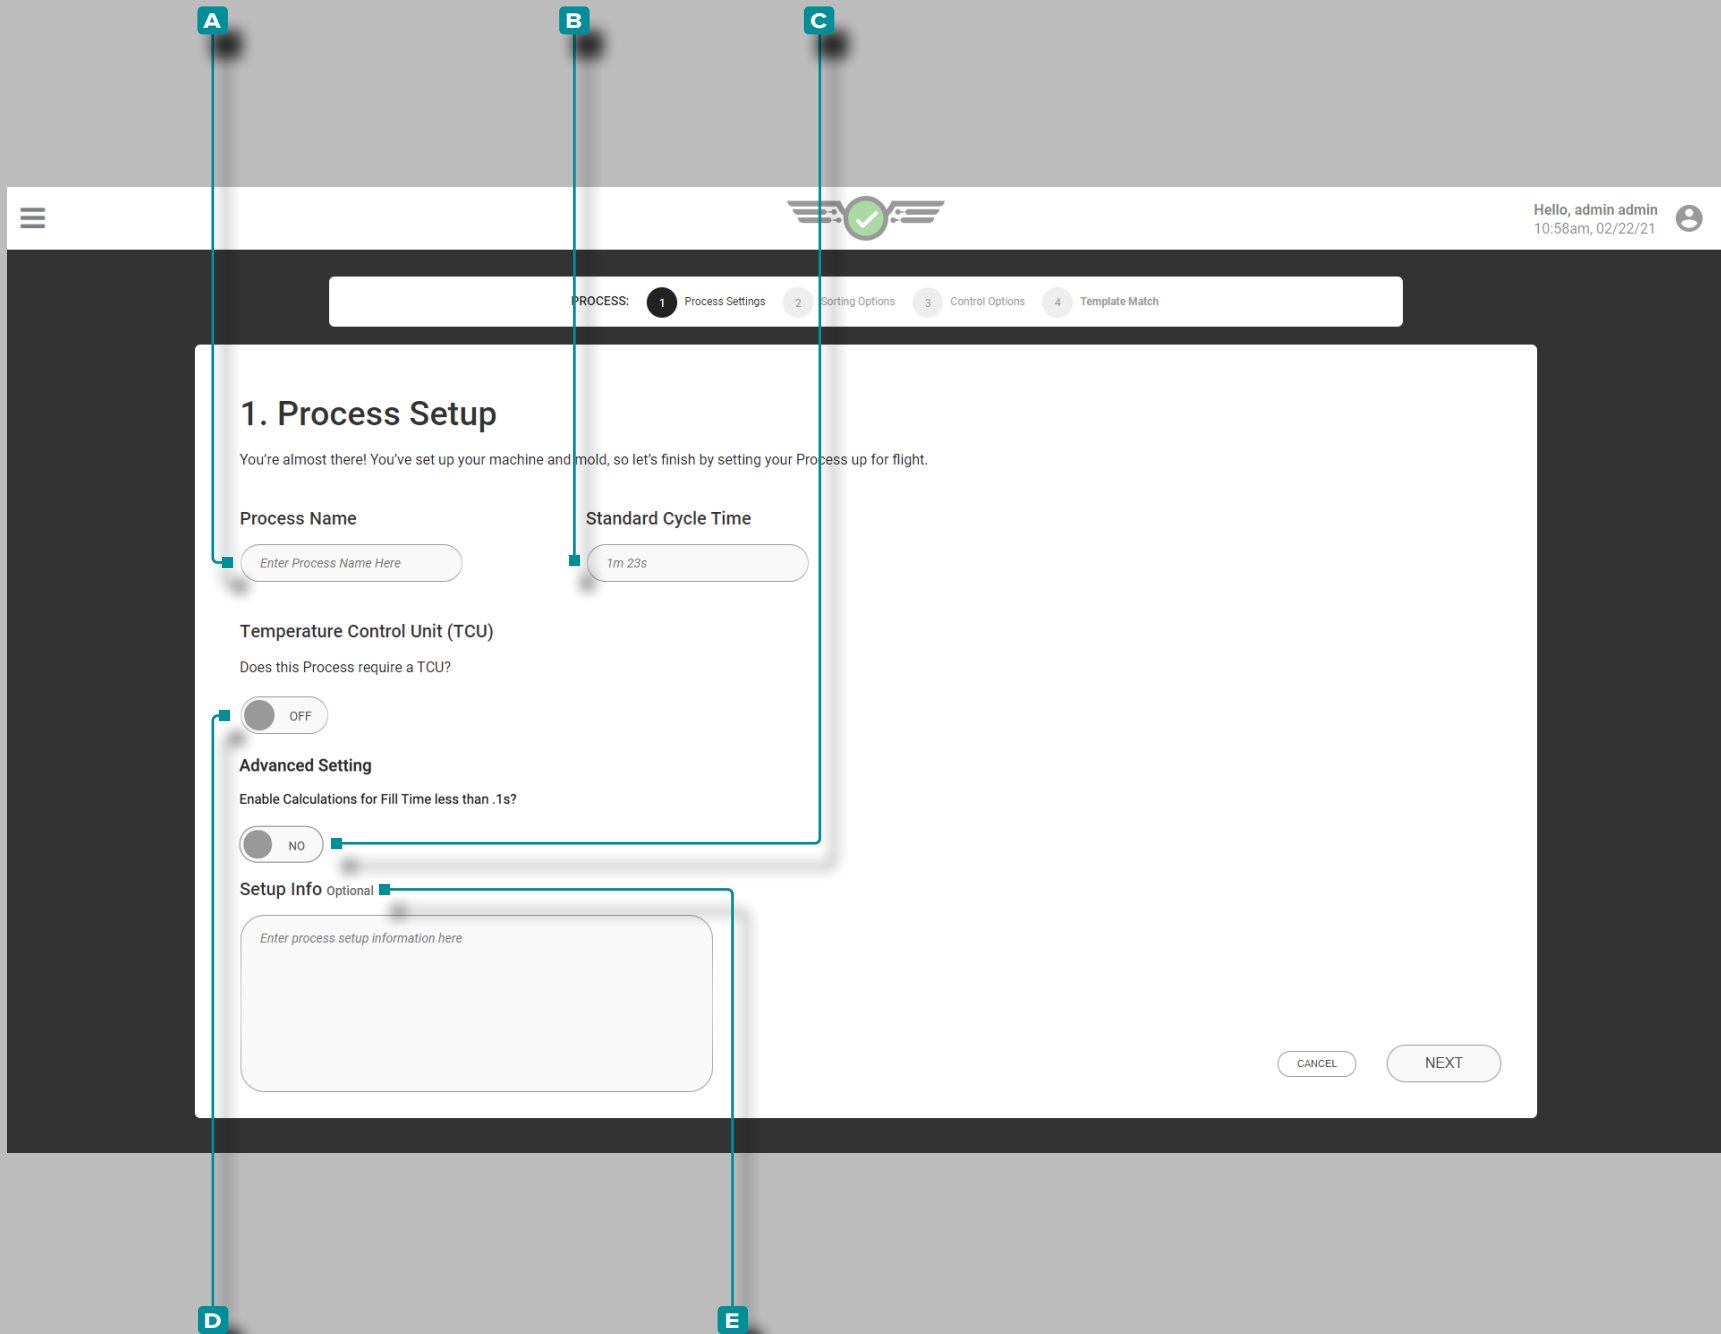 A
B
C
Hello, admin admin
10:58am, 02/22/21
PROCESS: 1 Process Settings 2 Sorting Options 3 Control Options 4 Template Match
1. Process Setup
You're almost there! You've set up your machine and mold, so let's finish by setting your Process up for flight.
Process Name
Standard Cycle Time
Enter Process Name Here
1m 23s
Temperature Control Unit (TCU)
Does this Process require a TCU?
OFF
Advanced Setting
Enable Calculations for Fill Time less than .1s?
NO
Setup Info Optional
Enter process setup information here
CANCEL
NEXT
D
E